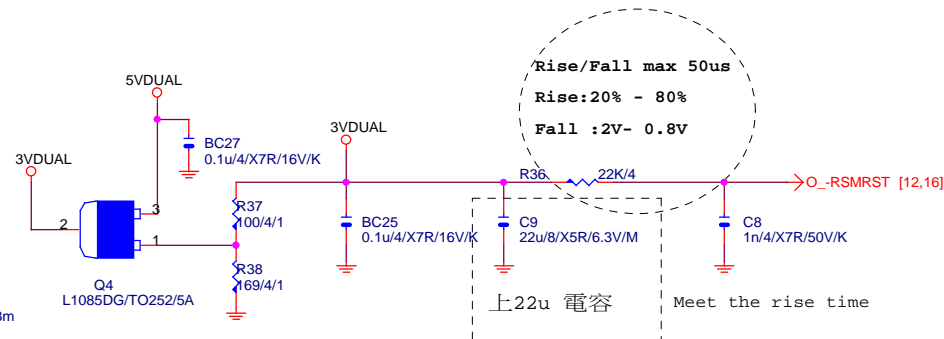 Rise/Fall max 50us
Rise:20% - 80%
Fall :2V- 0.8V
5VDUAL
3VDUAL
3VDUAL
BC27
0.1u/4/X7R/16V/K
R36
22K/4
O_-RSMRST [12,16]
3
2
1
R37
100/4/1
BC25
0.1u/4/X7R/16V/K
C9
22u/8/X5R/6.3V/M
C8
1n/4/X7R/50V/K
R38
169/4/1
Q4
L1085DG/TO252/5A
上22u 電容
Meet the rise time